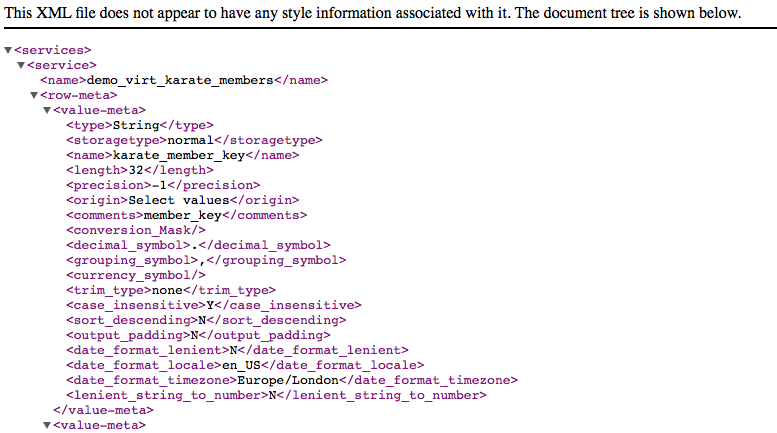 This XML file does not appear to have any style information associated with it. The document tree is shown below.
▼<services>
▼<service>
<name>demo_virt_karate_members</name>
▼<row-meta>
▼<value-meta>
<type>String</type>
<storagetype>normal</storagetype>
<name>karate_member_key</name>
<length>32</length>
<precision>-1</precision>
<origin>Select values</origin>
<comments>member_key</comments>
<conversion_Mask/>
<decimal_symbol>.</decimal_symbol>
<grouping_symbol>,</grouping_symbol>
<currency_symbol/>
<trim_type>none</trim_type>
<case_insensitive>Y</case_insensitive>
<sort_descending>N</sort_descending>
<output_padding>N</output_padding>
<date_format_lenient>N</date_format_lenient>
<date_format_locale>en_US</date_format_locale>
<date_format_timezone>Europe/London</date_format_timezone>
<lenient_string_to_number>N</lenient_string_to_number>
</value-meta>
▼<value-meta>